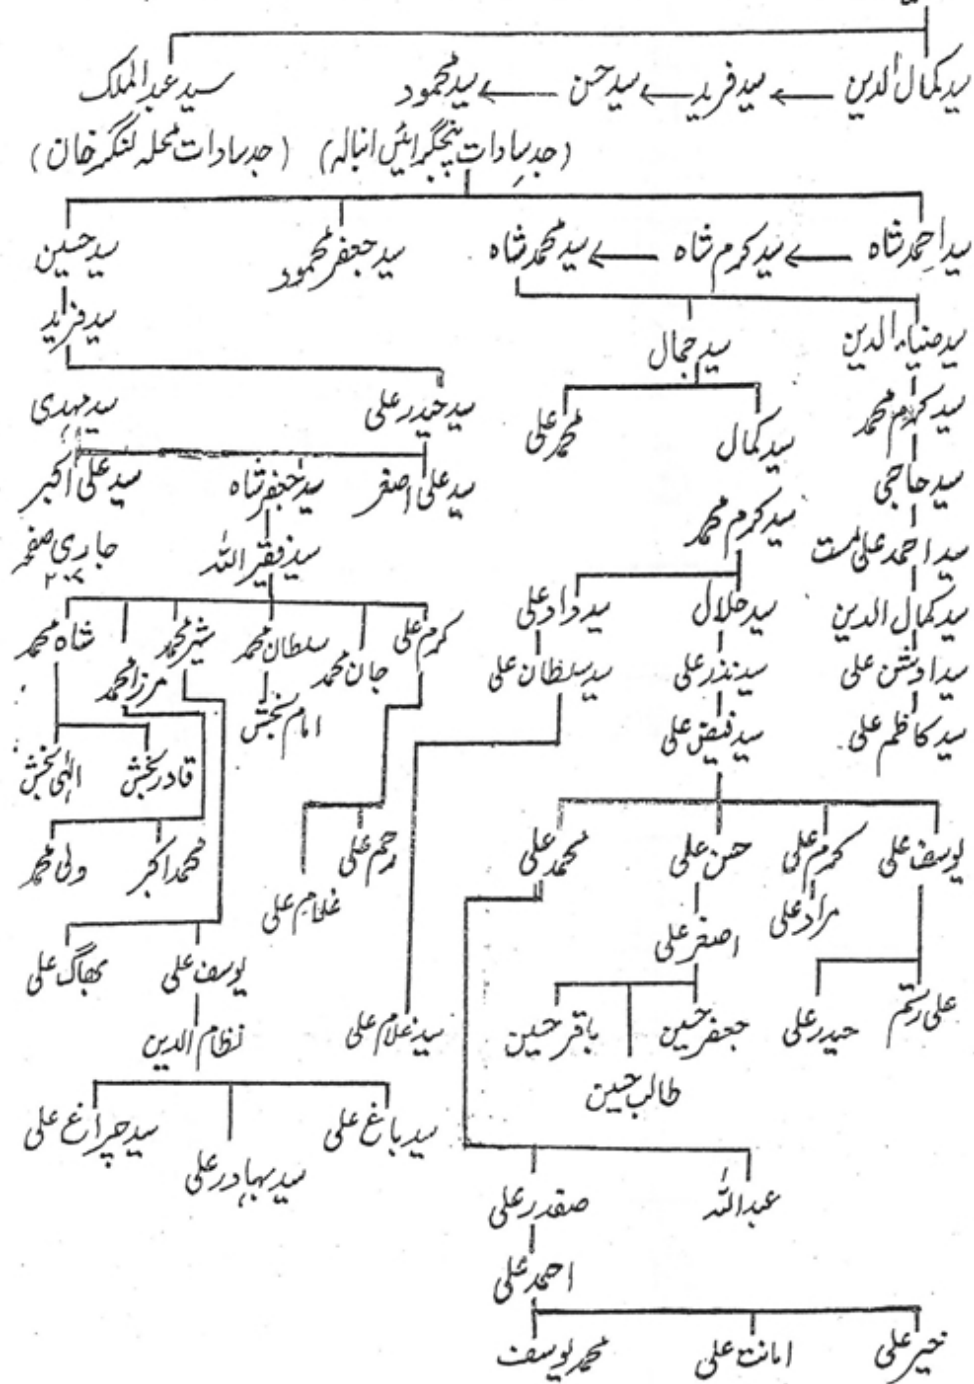 سید کمال الدین ← سید فرید ← سید حسن ← سید محمود سید عبدالملک
(جد سادات پنجگرائیں انبالہ) (جد سادات محلہ لنگر خان)
سید احمد شاہ ← سید کرم شاہ ← سید محمد شاہ سید جعفر محمود سید حسین
سید ضیاء الدین سید جمال سید فرید
سید کرم محمد سید کمال محمد علی سید حیدر علی سید مہدی
سید حاجی سید علی اصغر سید جعفر شاہ سید علی اکبر
سید احمد علی مست سید کرم محمد سید فقیر اللہ جاری صفحہ
سید کمال الدین سید جلال سید داد علی کرم علی جان محمد سلطان محمد شیر محمد مرزا محمد شاہ محمد
سید نذر علی سید سلطان علی امام بخش
سید کاظم علی سید فیض علی قادر بخش الٰہی بخش
یوسف علی کرم علی حسن علی محمد علی رحم علی غلام علی محمد اکبر ولی محمد
مراد علی اصغر علی یوسف علی بھاگ علی
علی رستم حیدر علی جعفر حسین طالب حسین باقر حسین سید غلام علی نظام الدین
سید باغ علی سید بہادر علی سید چراغ علی
عبداللہ صفدر علی
احمد علی
خیر علی امانت علی محمد یوسف